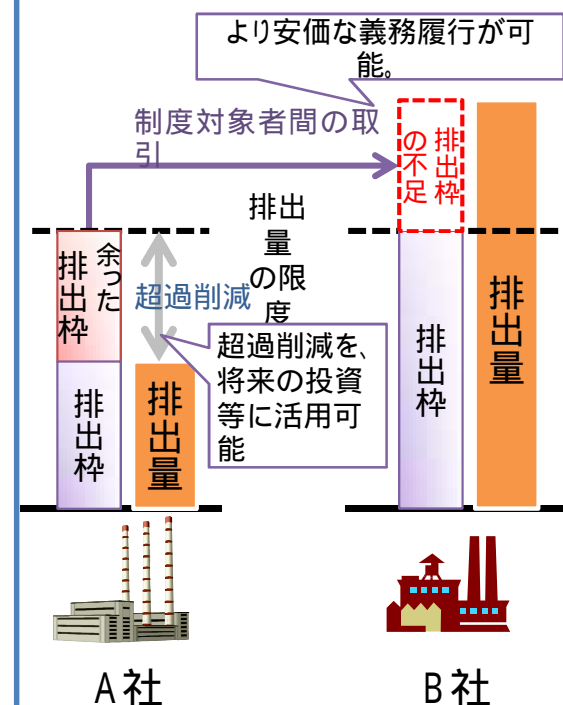 より安価な義務履行が可
能。
制度対象者間の取
引
排出枠
の不足
排出
量
の限
度
余った
排出枠
超過削減
超過削減を、
将来の投資
等に活用可
能
排出枠
排出量
排出枠
排出量
A社
B社